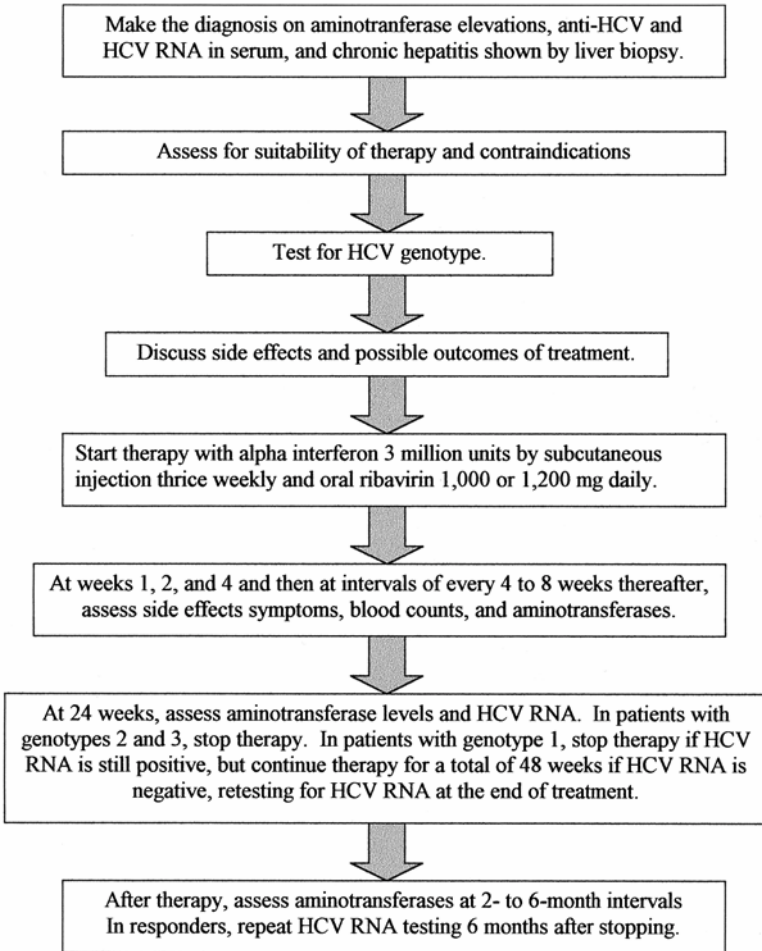 Make the diagnosis on aminotranferase elevations, anti-HCV and
HCV RNA in serum, and chronic hepatitis shown by liver biopsy.
Assess for suitability of therapy and contraindications
Test for HCV genotype.
Discuss side effects and possible outcomes of treatment.
Start therapy with alpha interferon 3 million units by subcutaneous
injection thrice weekly and oral ribavirin 1,000 or 1,200 mg daily.
At weeks 1, 2, and 4 and then at intervals of every 4 to 8 weeks thereafter,
assess side effects symptoms, blood counts, and aminotransferases.
At 24 weeks, assess aminotransferase levels and HCV RNA. In patients with
genotypes 2 and 3, stop therapy. In patients with genotype 1, stop therapy if HCV
RNA is still positive, but continue therapy for a total of 48 weeks if HCV RNA is
negative, retesting for HCV RNA at the end of treatment.
After therapy, assess aminotransferases at 2- to 6-month intervals
In responders, repeat HCV RNA testing 6 months after stopping.